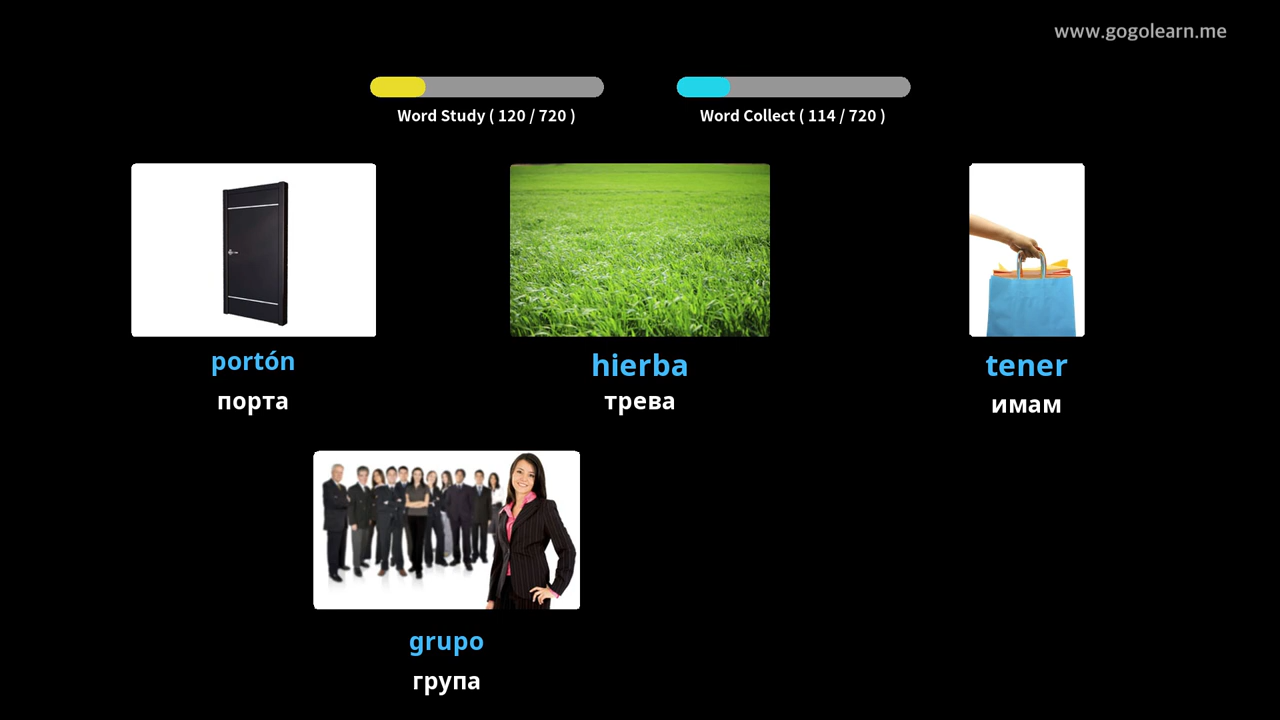 www.gogolearn.me
Word Study ( 120 / 720 )
Word Collect ( 114 / 720 )
portón
порта
hierba
трева
tener
имам
grupo
група